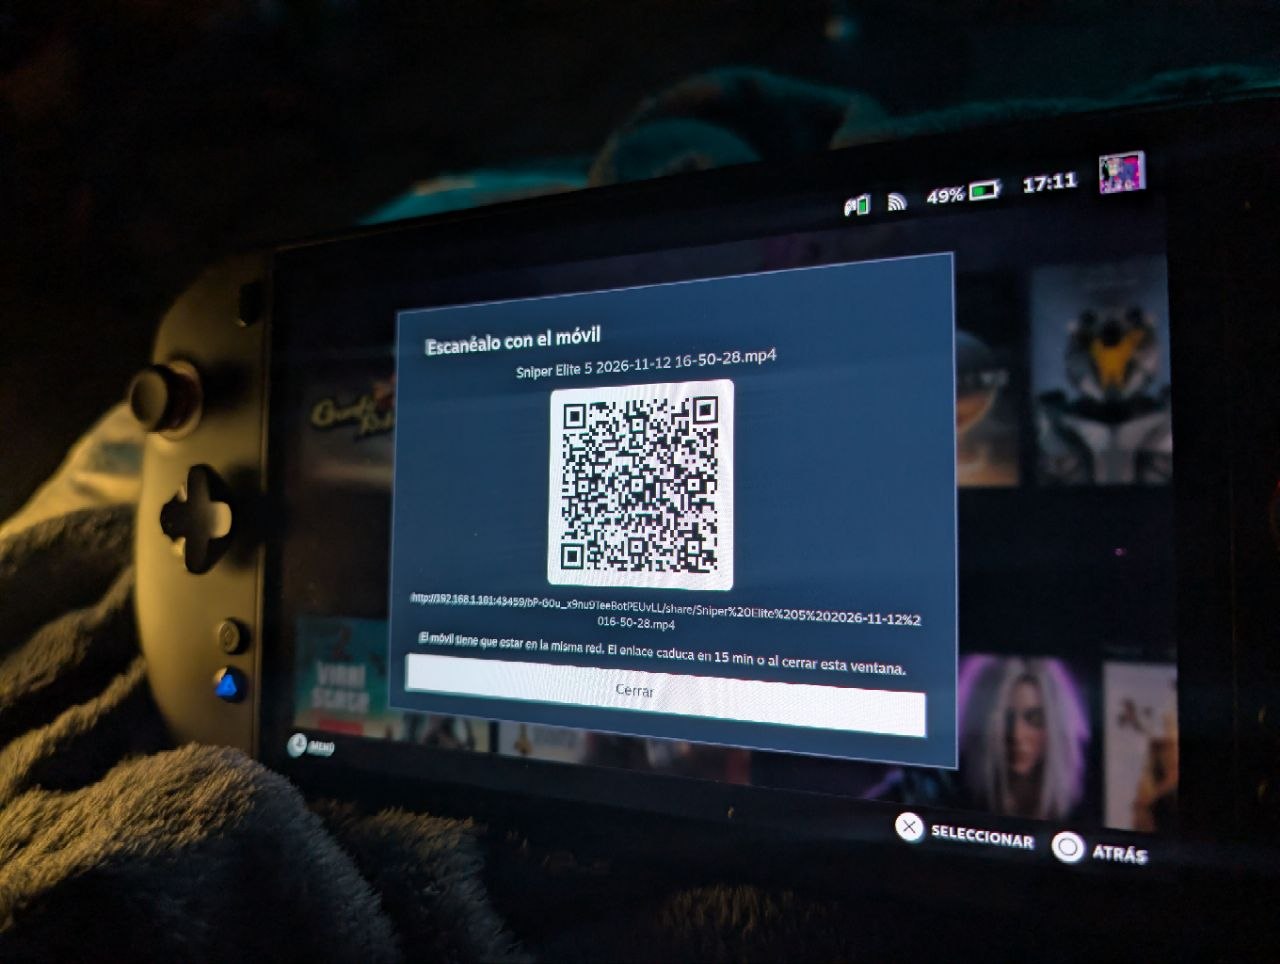 49%
17:11
Escanéalo con el móvil
Sniper Elite 5 2026-11-12 16-50-28.mp4
http://192.168.1.101:43459/bP-G0u_x9nu9TeeBotPEUvLL/share/Sniper%20Elite%205%202026-11-12%2
016-50-28.mp4
El móvil tiene que estar en la misma red. El enlace caduca en 15 min o al cerrar esta ventana.
Cerrar
MENÚ
SELECCIONAR
ATRÁS